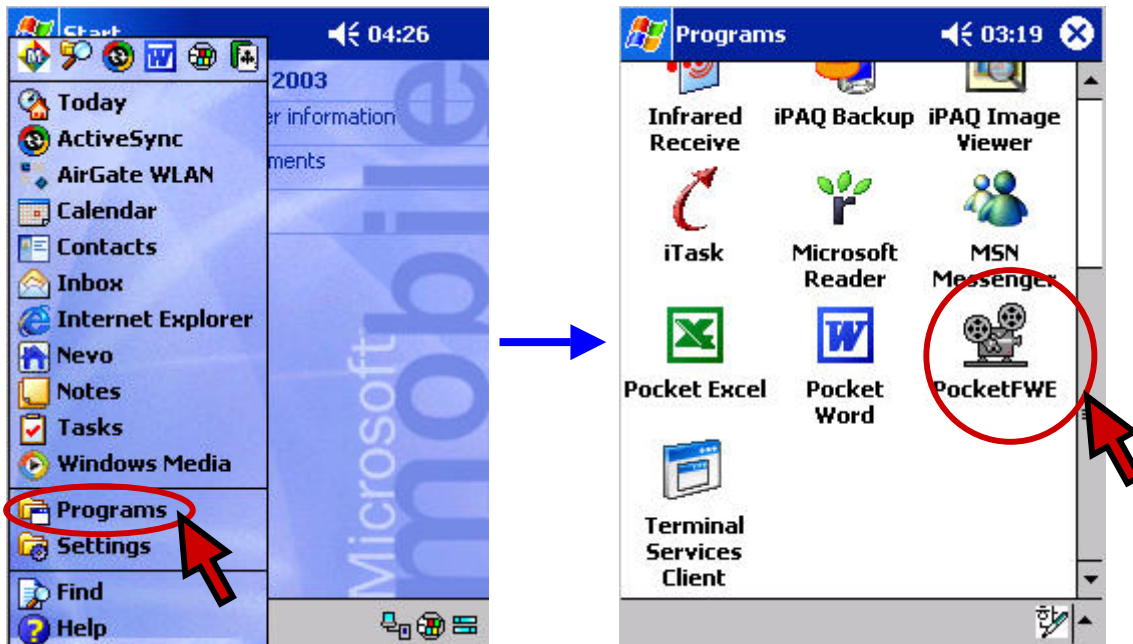 Start
04:26
2003
er information
ments
Today
ActiveSync
AirGate WLAN
Calendar
Contacts
Inbox
Internet Explorer
Nevo
Notes
Tasks
Windows Media
Programs
Settings
Find
Help
Microsoft
mobile
Programs
03:19
Infrared
Receive
iPAQ Backup
iPAQ Image
Viewer
iTask
Microsoft
Reader
MSN
Messenger
Pocket Excel
Pocket
Word
PocketFWE
Terminal
Services
Client
한